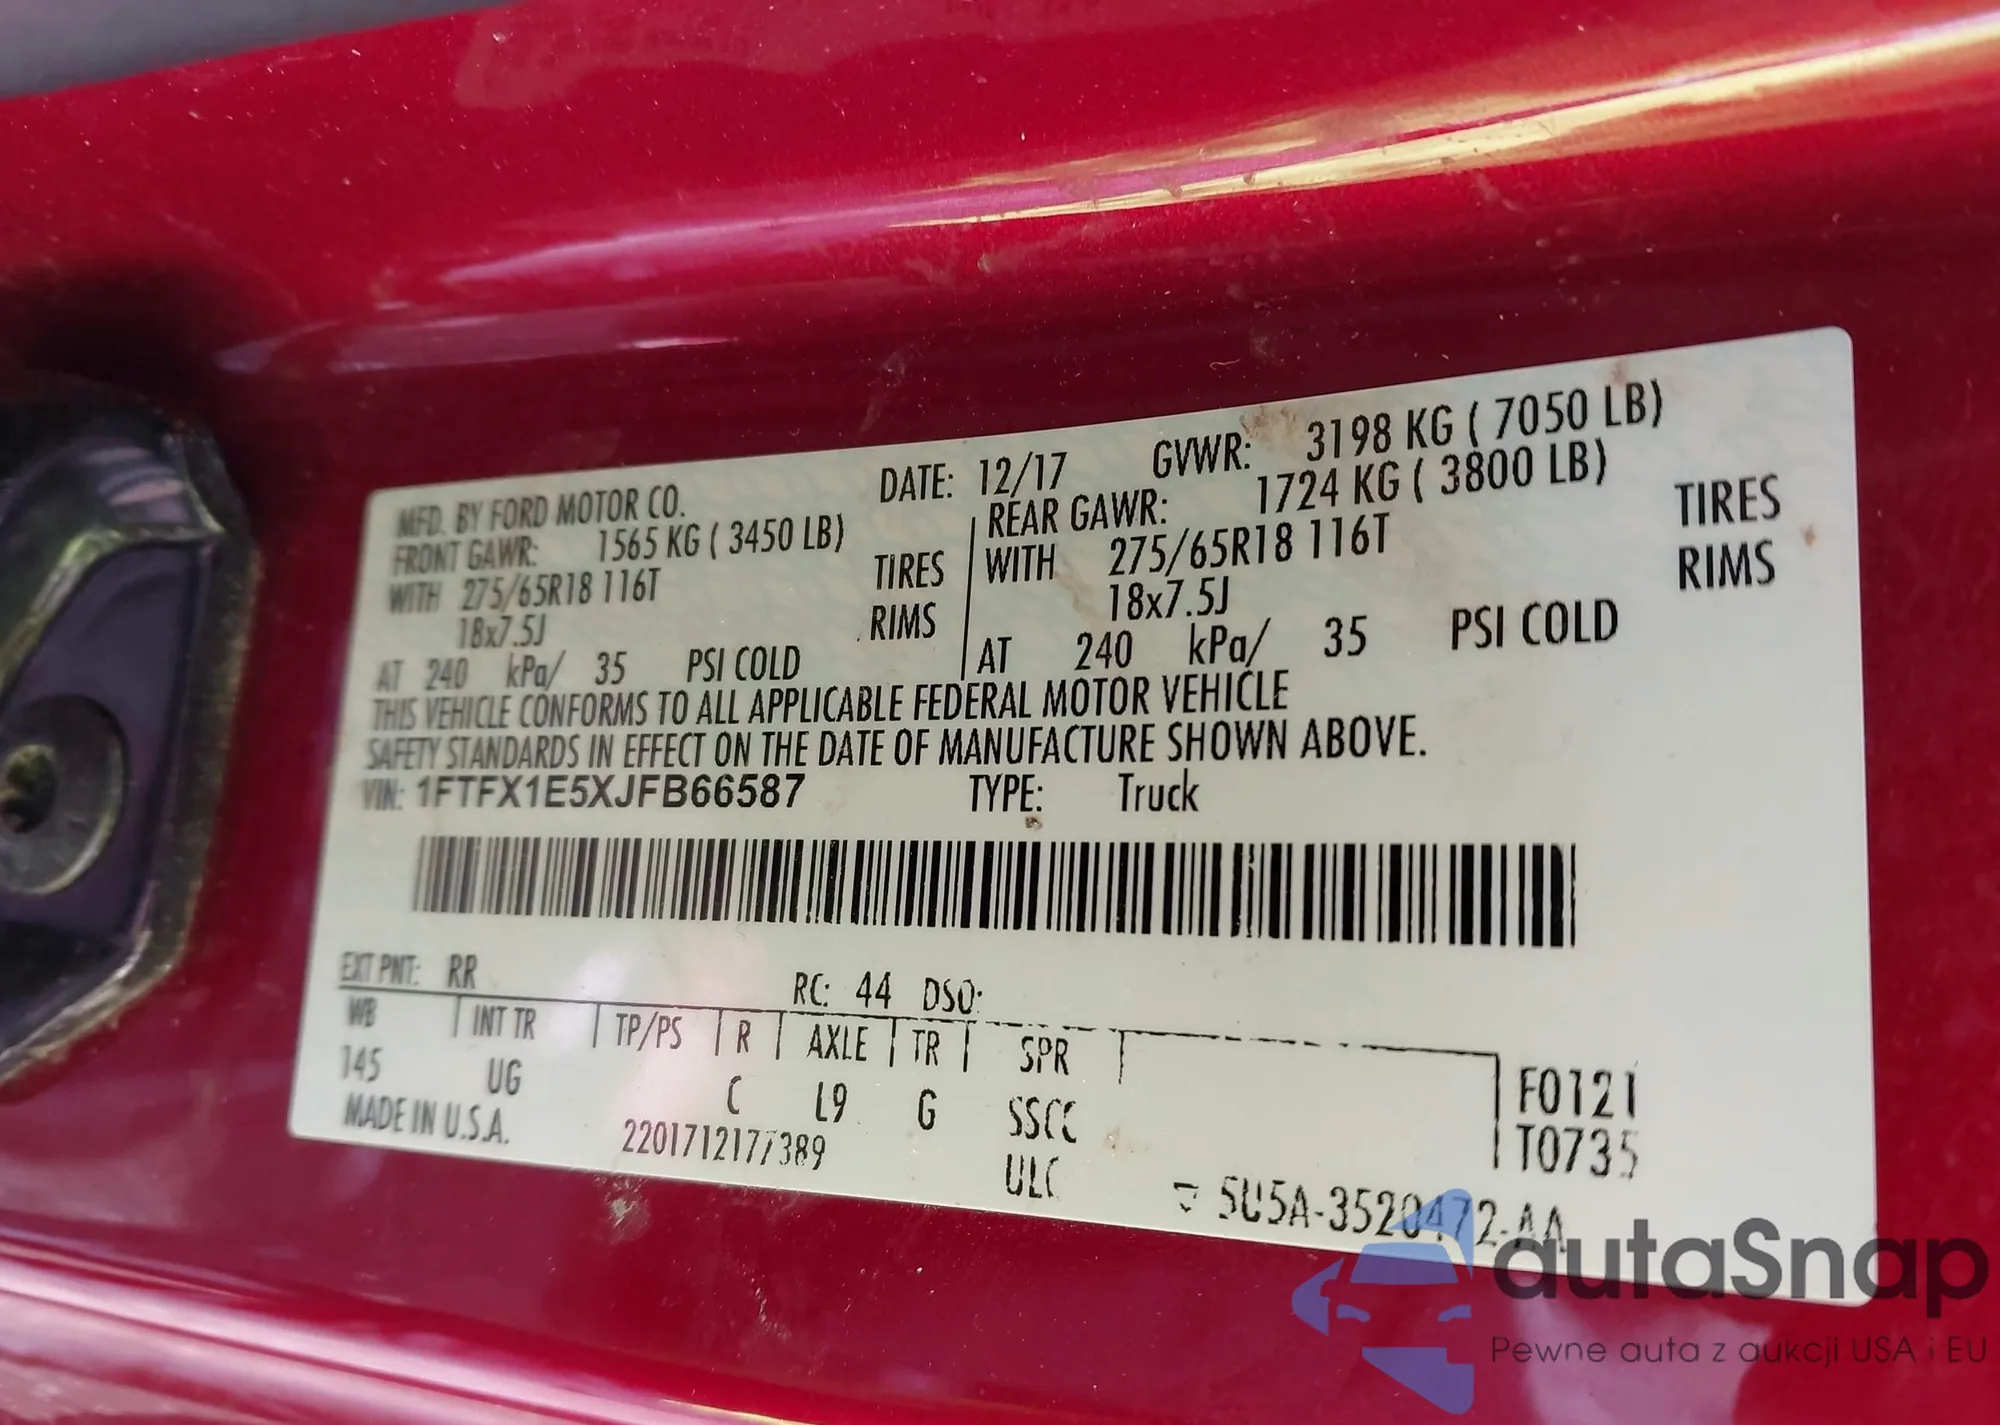 MFD. BY FORD MOTOR CO. DATE: 12/17 GVWR: 3198 KG ( 7050 LB)
FRONT GAWR: 1565 KG ( 3450 LB) REAR GAWR: 1724 KG ( 3800 LB)
WITH 275/65R18 116T TIRES WITH 275/65R18 116T TIRES
18x7.5J RIMS 18x7.5J RIMS
AT 240 kPa/ 35 PSI COLD AT 240 kPa/ 35 PSI COLD
THIS VEHICLE CONFORMS TO ALL APPLICABLE FEDERAL MOTOR VEHICLE
SAFETY STANDARDS IN EFFECT ON THE DATE OF MANUFACTURE SHOWN ABOVE.
VIN: 1FTFX1E5XJFB66587 TYPE: Truck
EXT PNT: RR RC: 44 DSO:
WB INT TR TP/PS R AXLE TR SPR
145 UG C L9 G SSCC F0121
MADE IN U.S.A. 2201712177389 ULC T0735
5U5A-3520472-AA
autaSnap
Pewne auta z aukcji USA i EU